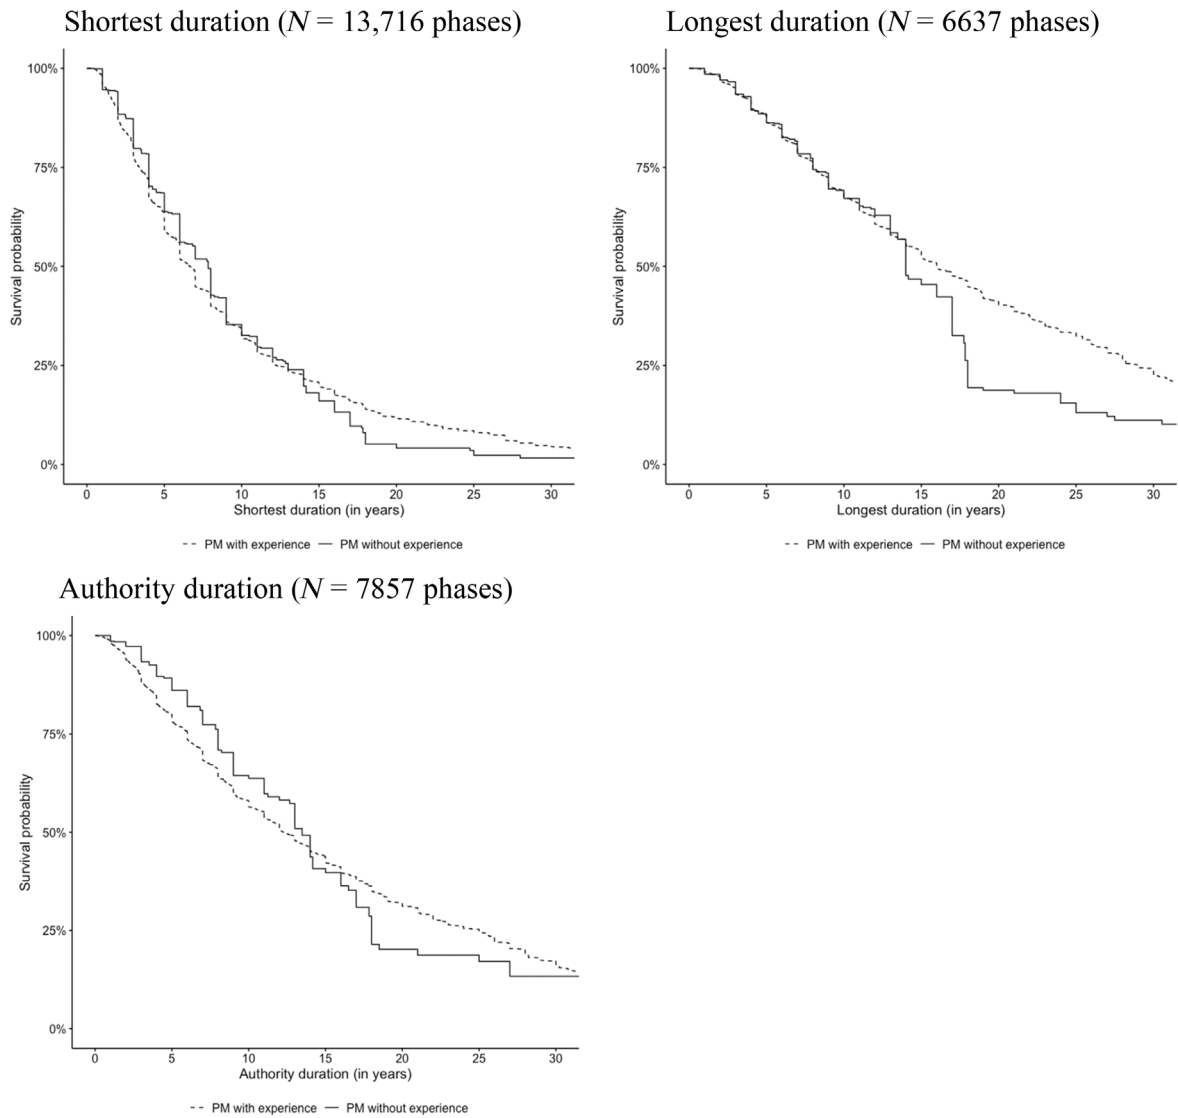 Shortest duration (N = 13,716 phases)
100%
75%
50%
25%
0%
Survival probability
0 5 10 15 20 25 30
Shortest duration (in years)
PM with experience PM without experience
Longest duration (N = 6637 phases)
100%
75%
50%
25%
0%
Survival probability
0 5 10 15 20 25 30
Longest duration (in years)
PM with experience PM without experience
Authority duration (N = 7857 phases)
100%
75%
50%
25%
0%
Survival probability
0 5 10 15 20 25 30
Authority duration (in years)
PM with experience PM without experience